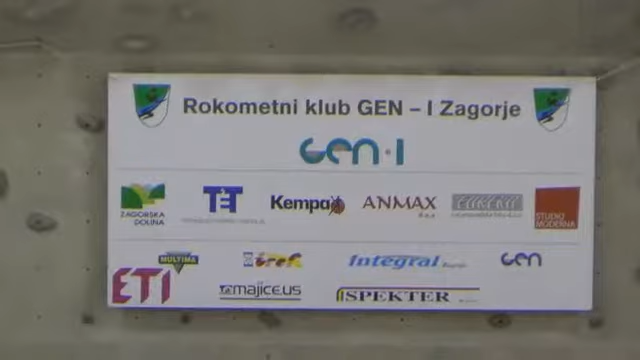 Rokometni klub GEN – I Zagorje
GEN·I
ZAGORSKA
DOLINA
TET
Kempa
ANMAX
d.o.o.
STUDIO
MODERNA
MULTIMA
Integral
GEN
ETI
majice.us
SPEKTER